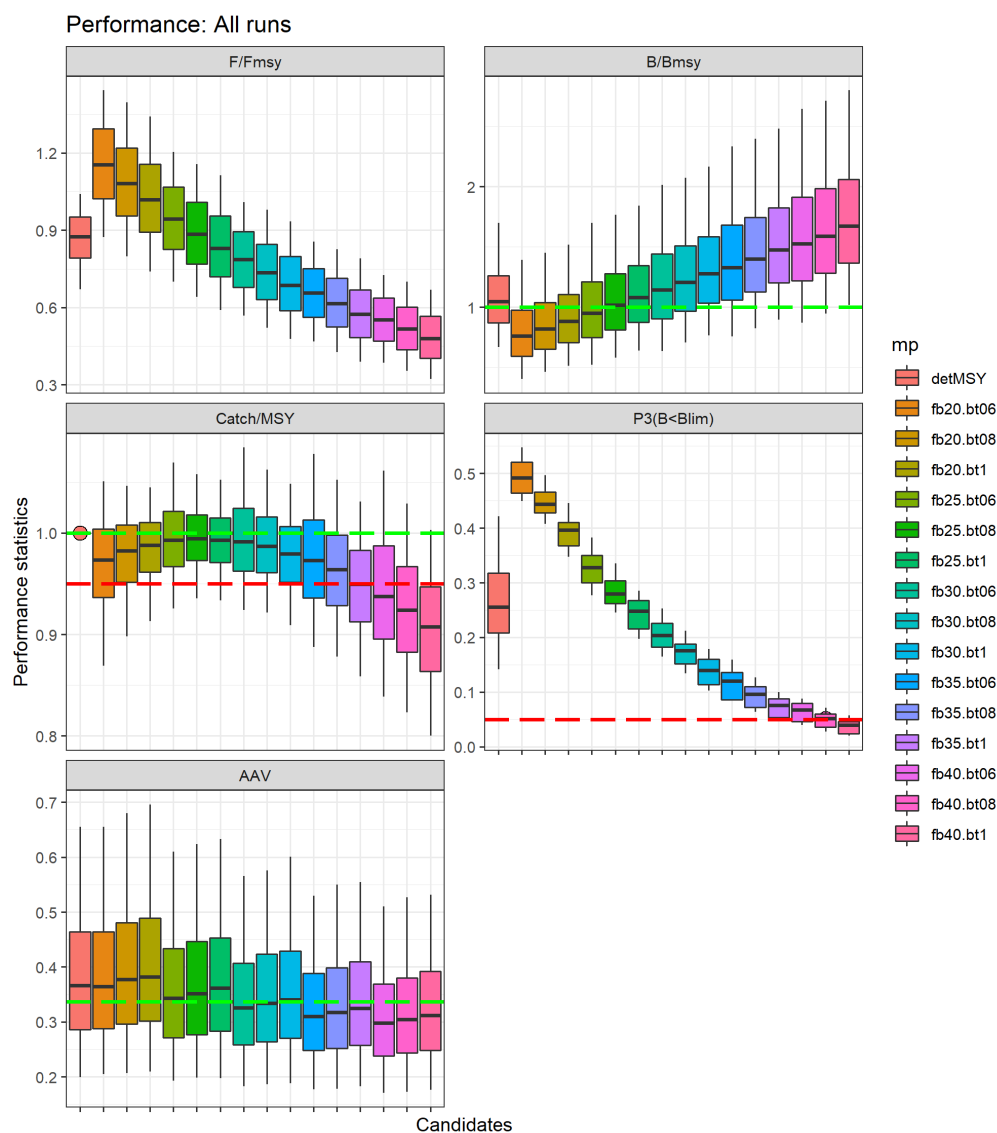 Performance: All runs
F/Fmsy
B/Bmsy
1.2
0.9
0.6
0.3
2
1
Catch/MSY
P3(B<Blim)
1.0
0.9
0.8
0.5
0.4
0.3
0.2
0.1
0.0
AAV
0.7
0.6
0.5
0.4
0.3
0.2
Performance statistics
Candidates
mp
detMSY
fb20.bt06
fb20.bt08
fb20.bt1
fb25.bt06
fb25.bt08
fb25.bt1
fb30.bt06
fb30.bt08
fb30.bt1
fb35.bt06
fb35.bt08
fb35.bt1
fb40.bt06
fb40.bt08
fb40.bt1